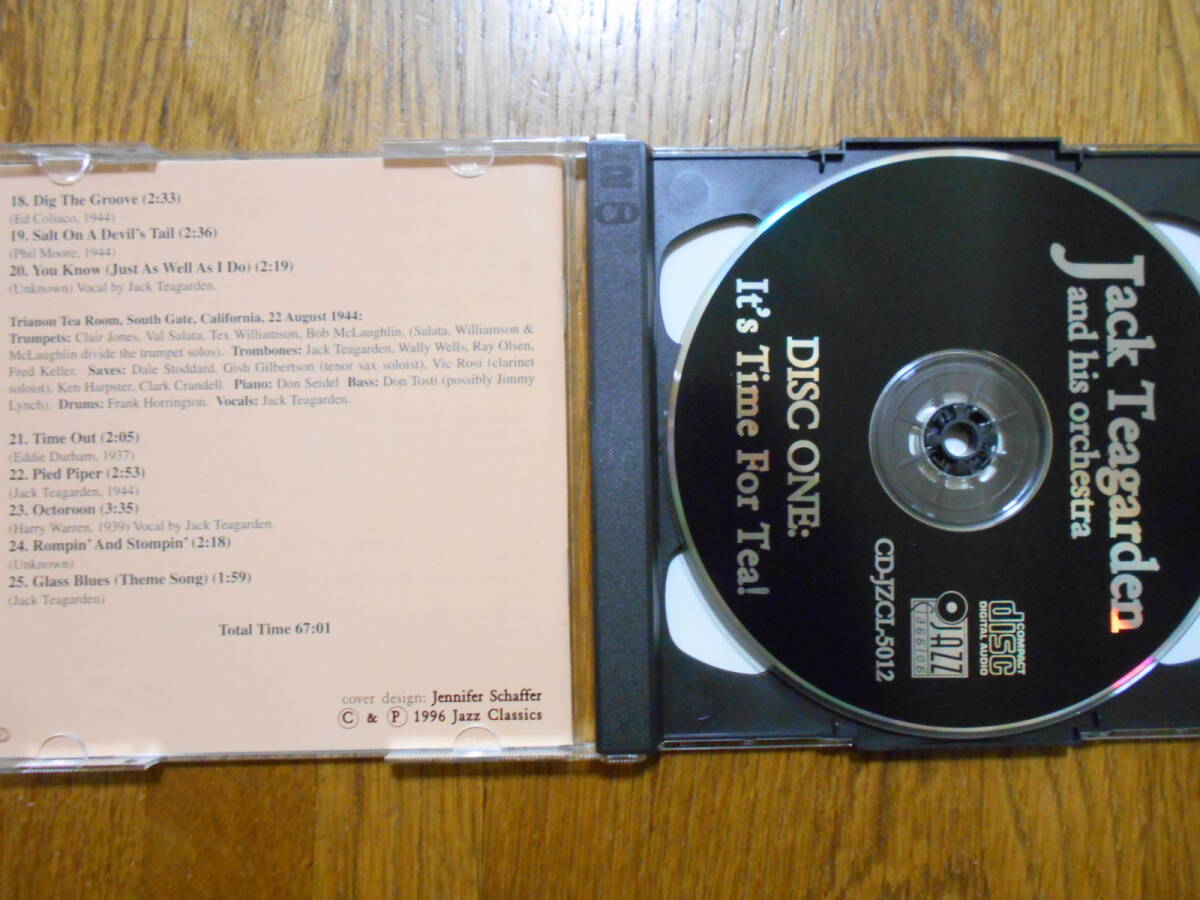 18. Dig The Groove (2:33)
(Ed Coliaco, 1944)
19. Salt On A Devil's Tail (2:36)
(Phil Moore, 1944)
20. You Know (Just As Well As I Do) (2:19)
(Unknown) Vocal by Jack Teagarden.
Trianon Tea Room, South Gate, California, 22 August 1944:
Trumpets: Clair Jones, Val Salata, Tex Williamson, Bob McLaughlin, (Salata, Williamson &
McLaughlin divide the trumpet solos). Trombones: Jack Teagarden, Wally Wells, Ray Olsen,
Fred Keller. Saxes: Dale Stoddard, Gish Gilbertson (tenor sax soloist), Vic Rosi (clarinet
soloist), Ken Harpster, Clark Crandell. Piano: Don Seidel Bass: Don Tosti (possibly Jimmy
Lynch). Drums: Frank Horrington. Vocals: Jack Teagarden.
21. Time Out (2:05)
(Eddie Durham, 1937)
22. Pied Piper (2:53)
(Jack Teagarden, 1944)
23. Octoroon (3:35)
(Harry Warren, 1939) Vocal by Jack Teagarden.
24. Rompin' And Stompin' (2:18)
(Unknown)
25. Glass Blues (Theme Song) (1:59)
(Jack Teagarden)
Total Time 67:01
cover design: Jennifer Schaffer
© & ℗ 1996 Jazz Classics
Jack Teagarden
and his orchestra
DISC ONE:
It's Time For Tea!
COMPACT
disc
DIGITAL AUDIO
JAZZ
Classics
CD-JZCL-5012